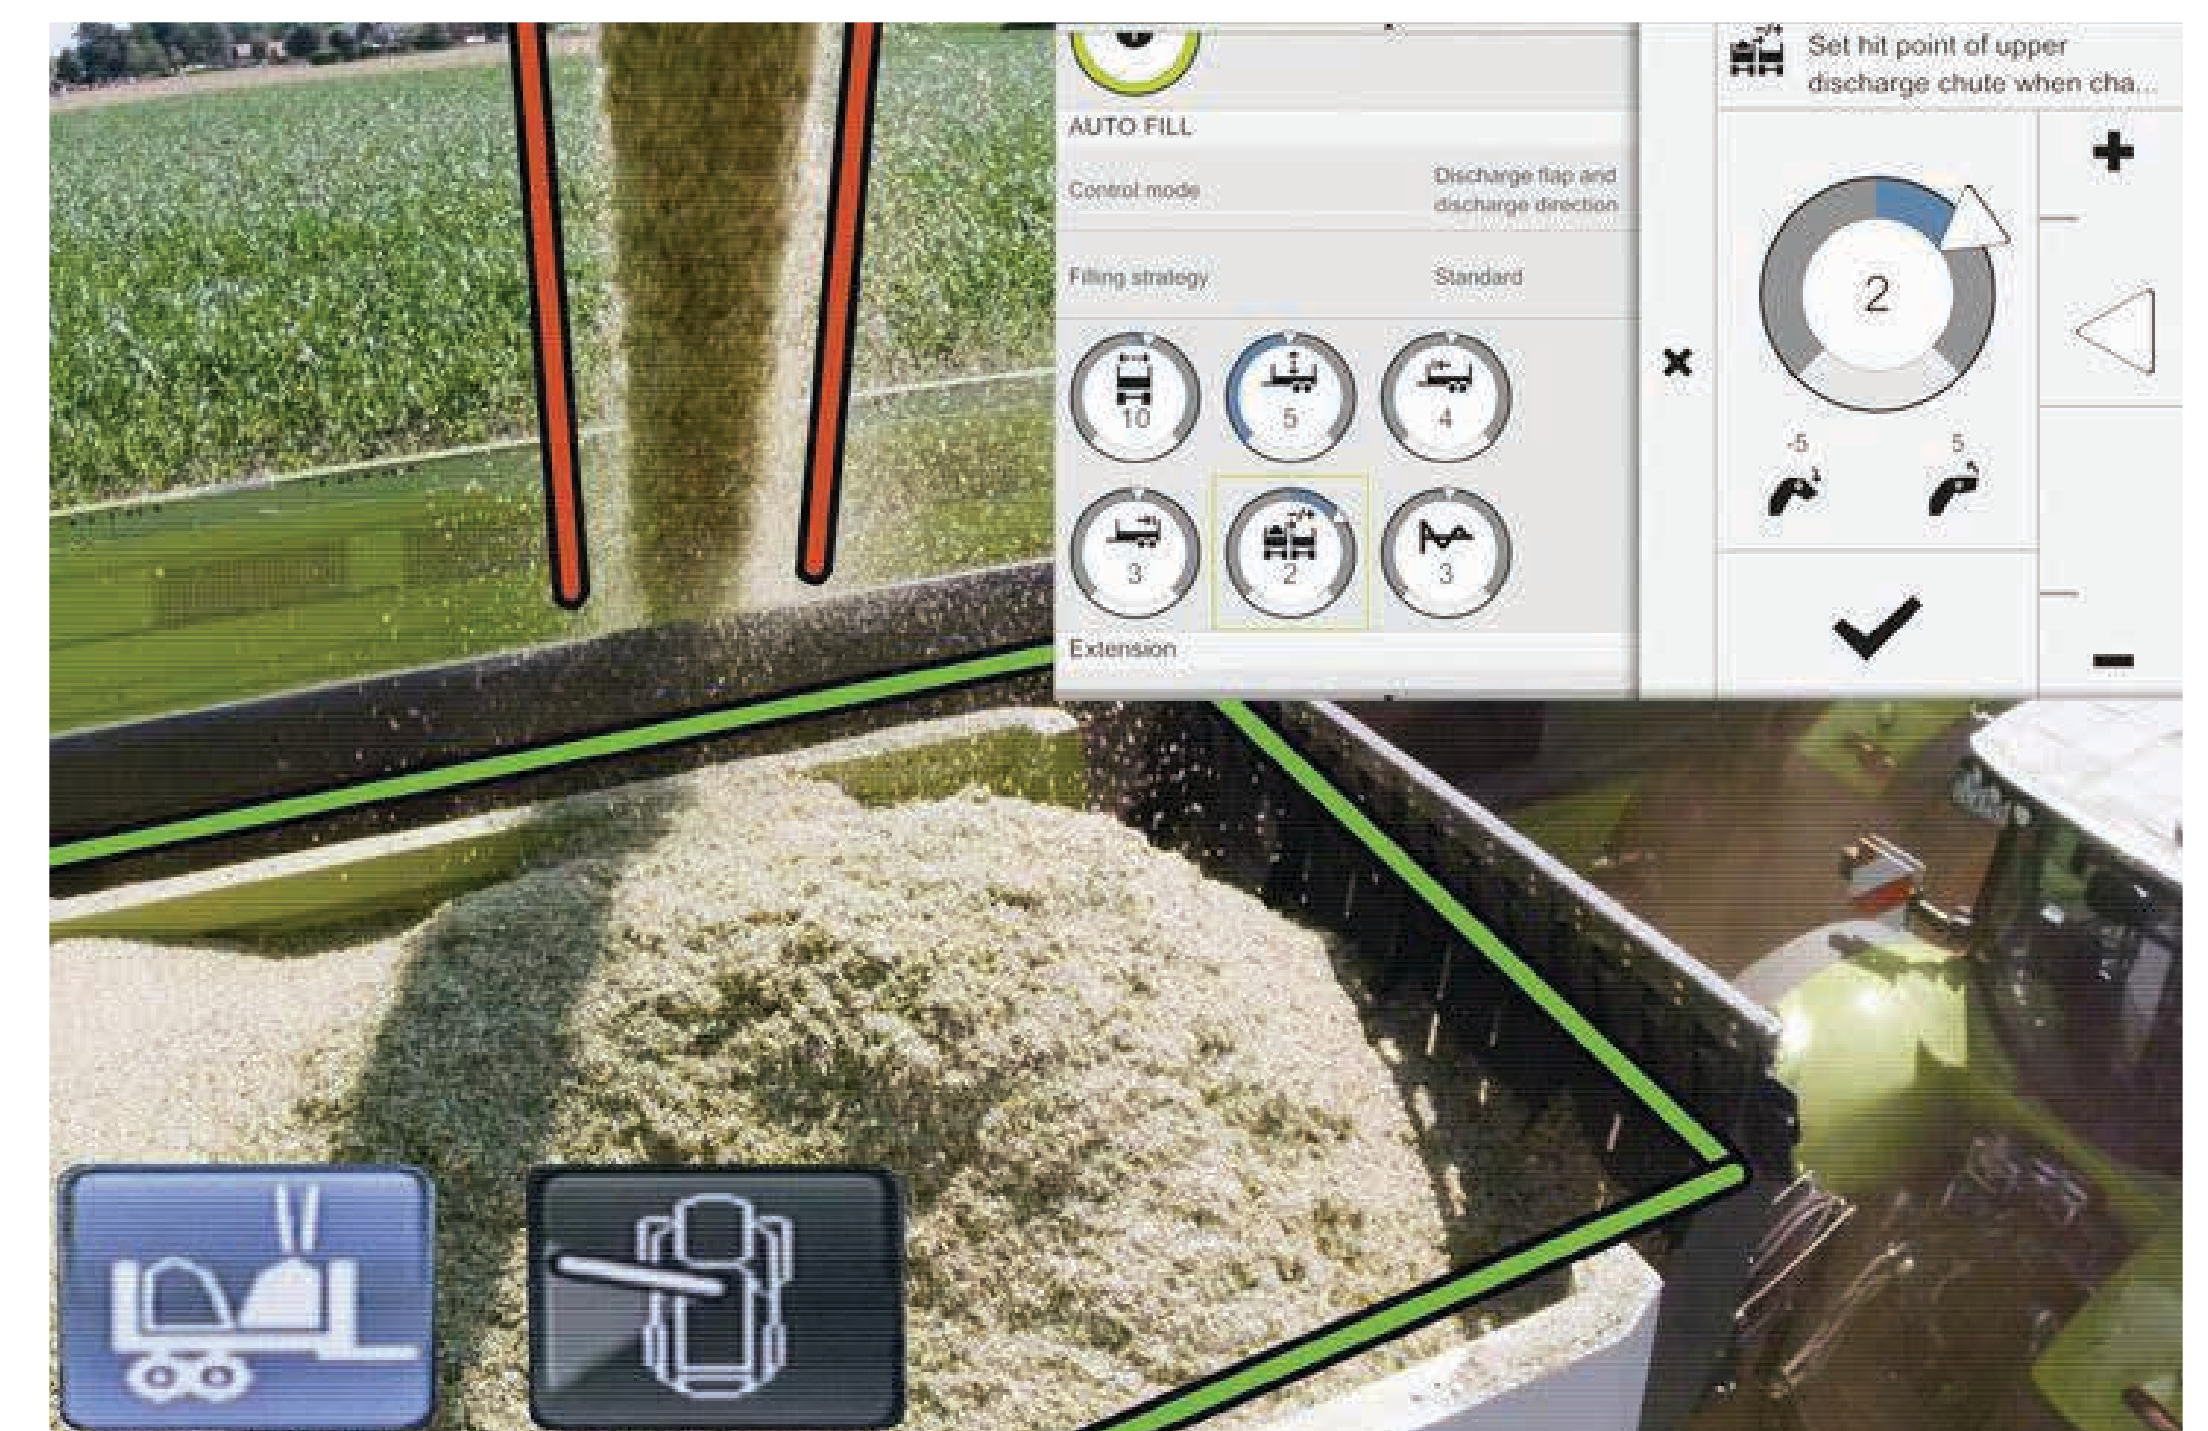 Set hit point of upper
discharge chute when cha...
AUTO FILL
Control mode
Discharge flap and
discharge direction
Filling strategy
Standard
10
5
4
3
2
3
Extension
2
-5
5